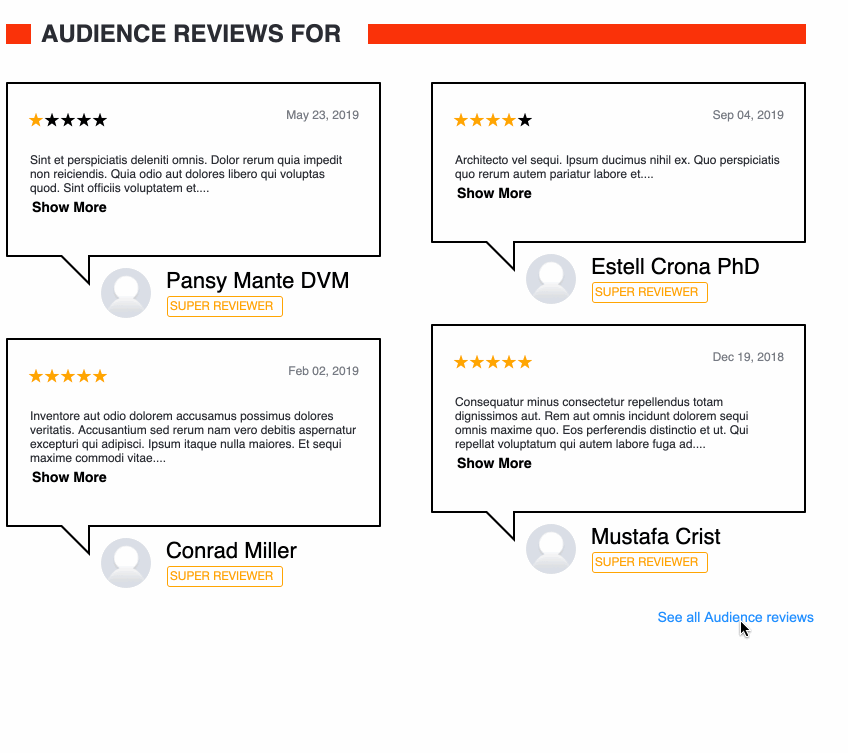 AUDIENCE REVIEWS FOR
May 23, 2019
Sint et perspiciatis deleniti omnis. Dolor rerum quia impedit
non reiciendis. Quia odio aut dolores libero qui voluptas
quod. Sint officiis voluptatem et....
Show More
Pansy Mante DVM
SUPER REVIEWER
Sep 04, 2019
Architecto vel sequi. Ipsum ducimus nihil ex. Quo perspiciatis
quo rerum autem pariatur labore et....
Show More
Estell Crona PhD
SUPER REVIEWER
Feb 02, 2019
Inventore aut odio dolorem accusamus possimus dolores
veritatis. Accusantium sed rerum nam vero debitis aspernatur
excepturi qui adipisci. Ipsum itaque nulla maiores. Et sequi
maxime commodi vitae....
Show More
Conrad Miller
SUPER REVIEWER
Dec 19, 2018
Consequatur minus consectetur repellendus totam
dignissimos aut. Rem aut omnis incidunt dolorem sequi
omnis maxime quo. Eos perferendis distinctio et ut. Qui
repellat voluptatum qui autem labore fuga ad....
Show More
Mustafa Crist
SUPER REVIEWER
See all Audience reviews